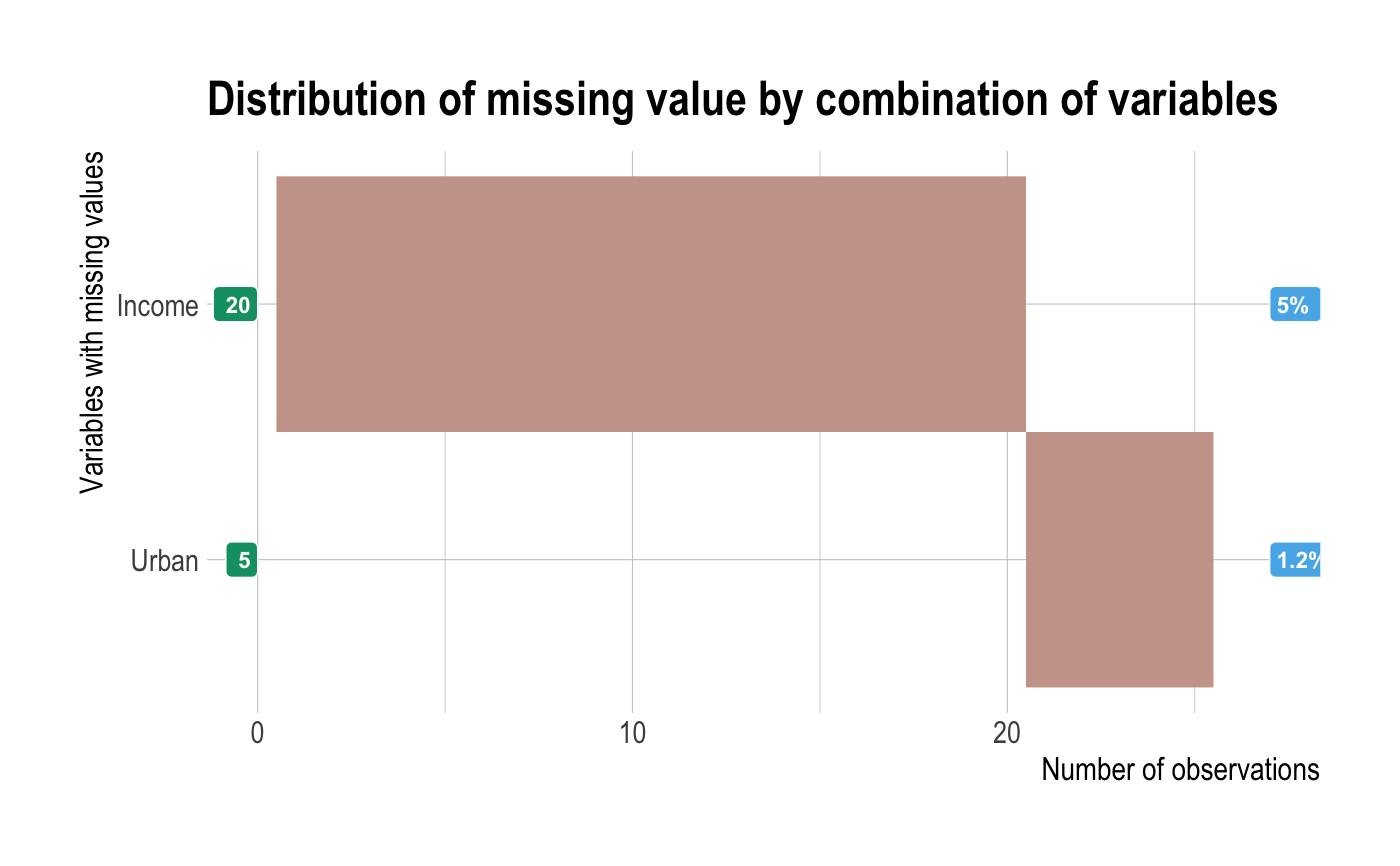 Distribution of missing value by combination of variables
Variables with missing values
Income 20 5%
Urban 5 1.2%
0 10 20
Number of observations